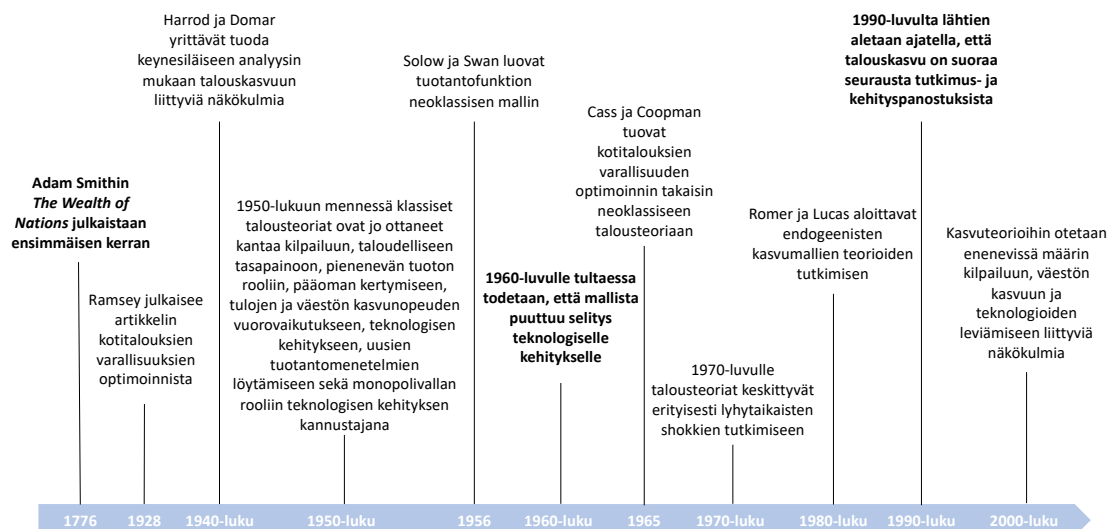 Harrod ja Domar
yrittävät tuoda
keynesiläiseen analyysin
mukaan talouskasvuun
liittyviä näkökulmia
Solow ja Swan luovat
tuotantofunktion
neoklassisen mallin
1990-luvulta lähtien
aletaan ajatella, että
talouskasvu on suoraa
seurausta tutkimus- ja
kehityspanostuksista
Cass ja Coopman
tuovat
kotitalouksien
varallisuuden
optimoinnin takaisin
neoklassiseen
talousteoriaan
Adam Smithin
The Wealth of
Nations julkaistaan
ensimmäisen kerran
1950-lukuun mennessä klassiset
talousteoriat ovat jo ottaneet
kantaa kilpailuun, taloudelliseen
tasapainoon, pienenevän tuoton
rooliin, pääoman kertymiseen,
tulojen ja väestön kasvunopeuden
vuorovaikutukseen, teknologisen
kehitykseen, uusien
tuotantomenetelmien
löytämiseen sekä monopolivallan
rooliin teknologisen kehityksen
kannustajana
Romer ja Lucas aloittavat
endogeenisten
kasvumallien teorioiden
tutkimisen
Kasvuteorioihin otetaan
enenevissä määrin
kilpailuun, väestön
kasvuun ja
teknologioiden
leviämiseen liittyviä
näkökulmia
Ramsey julkaisee
artikkelin
kotitalouksien
varallisuuksien
optimoinnista
1960-luvulle tultaessa
todetaan, että mallista
puuttuu selitys
teknologiselle
kehitykselle
1970-luvulle
talousteoriat keskittyvät
erityisesti lyhytaikaisten
shokkien tutkimiseen
1776 1928 1940-luku 1950-luku 1956 1960-luku 1965 1970-luku 1980-luku 1990-luku 2000-luku